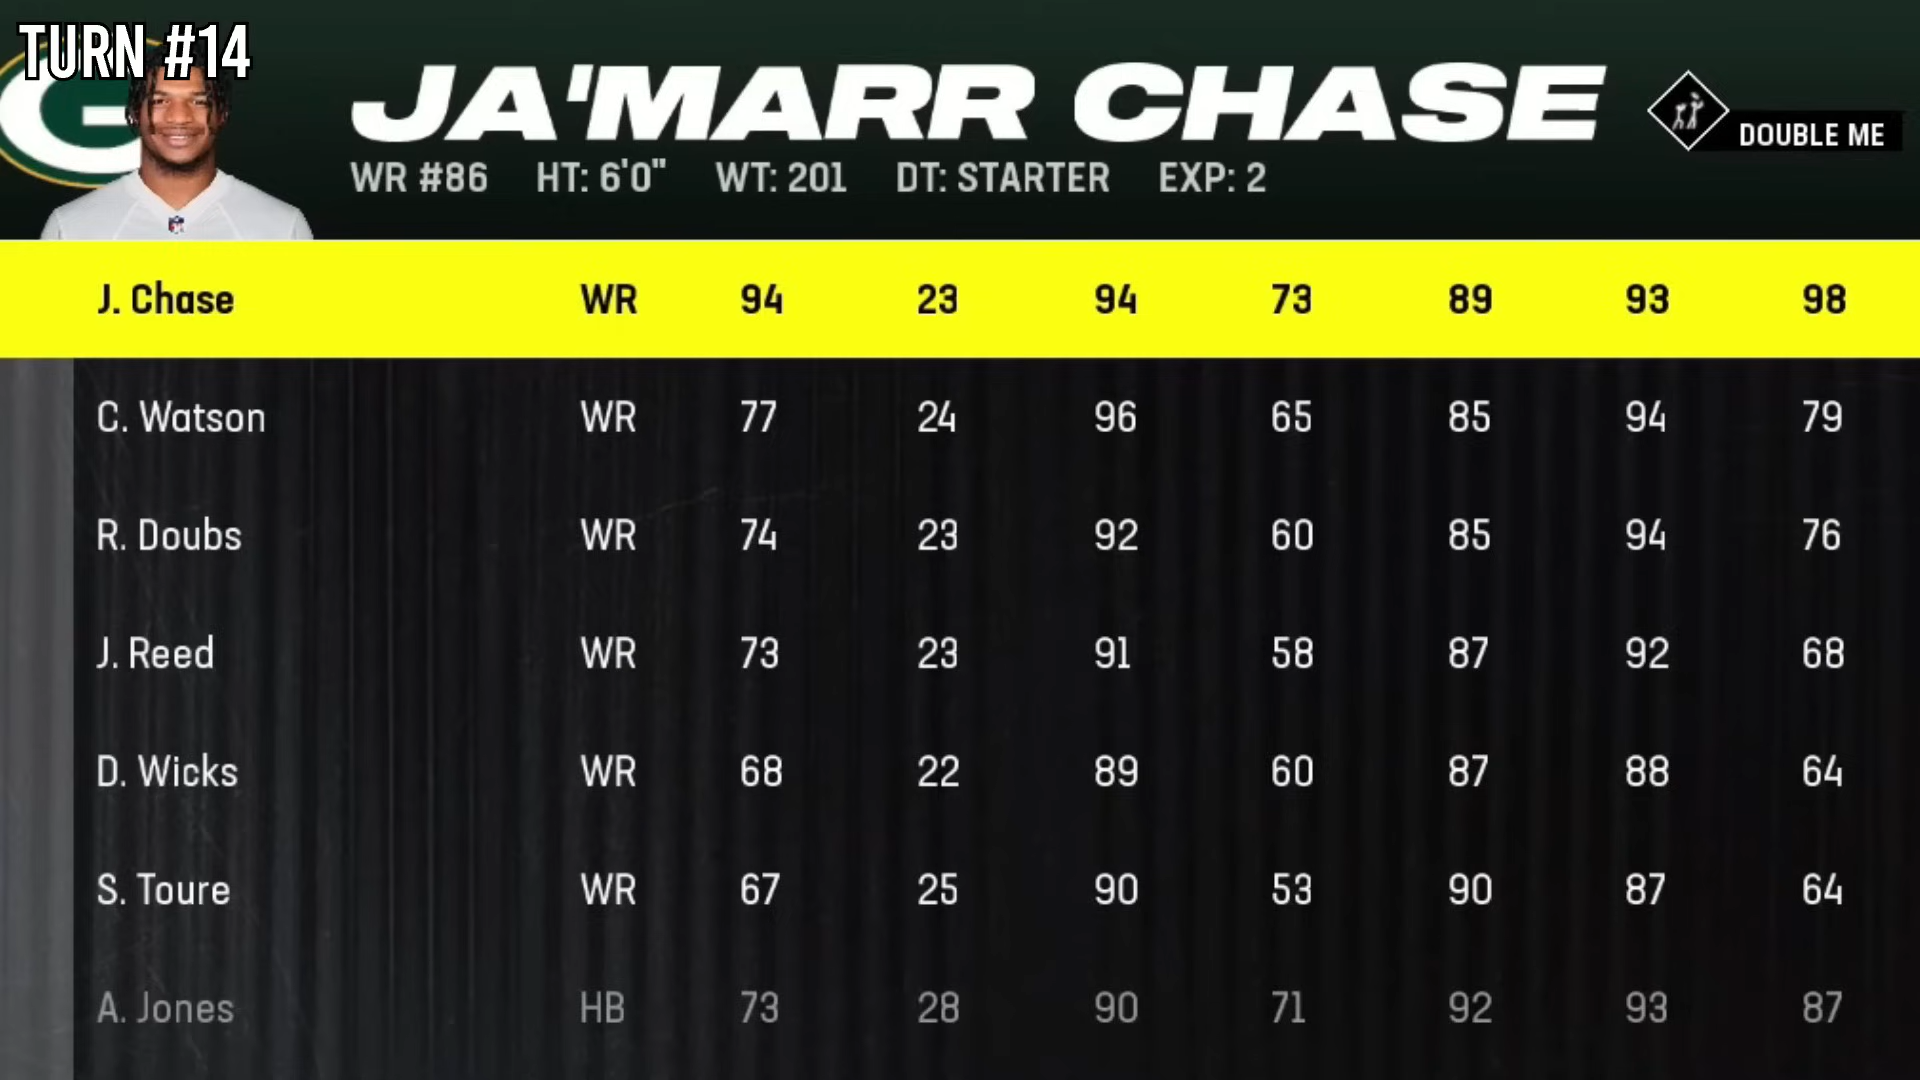 TURN #14
JA'MARR CHASE
DOUBLE ME
WR #86 HT: 6'0" WT: 201 DT: STARTER EXP: 2
J. Chase WR 94 23 94 73 89 93 98
C. Watson WR 77 24 96 65 85 94 79
R. Doubs WR 74 23 92 60 85 94 76
J. Reed WR 73 23 91 58 87 92 68
D. Wicks WR 68 22 89 60 87 88 64
S. Toure WR 67 25 90 53 90 87 64
A. Jones HB 73 28 90 71 92 93 87